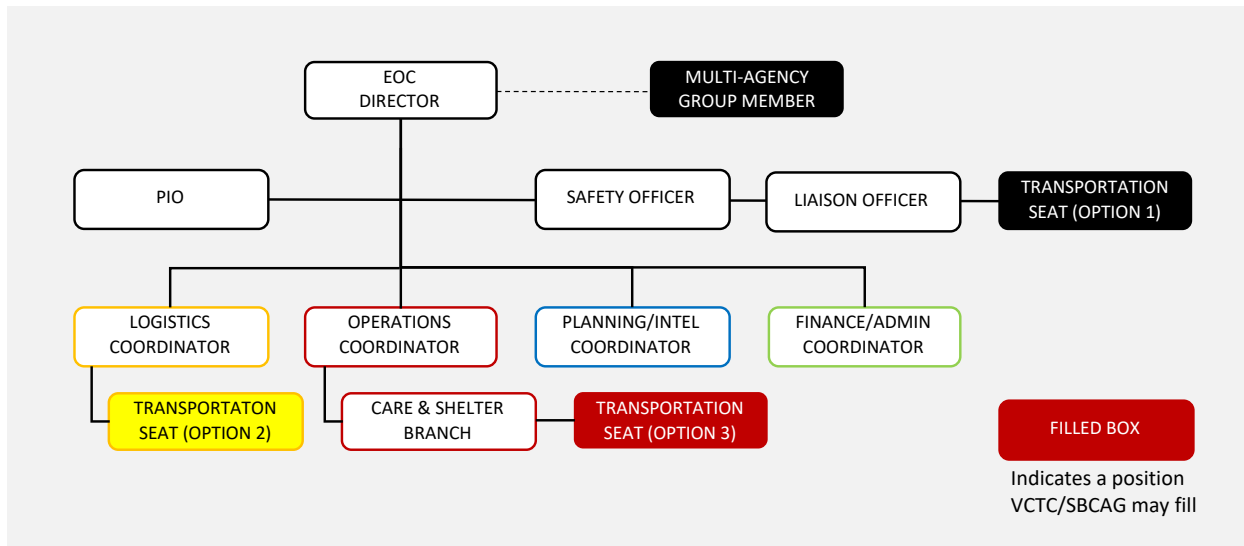 EOC
DIRECTOR
MULTI-AGENCY
GROUP MEMBER
PIO
SAFETY OFFICER
LIAISON OFFICER
TRANSPORTATION
SEAT (OPTION 1)
LOGISTICS
COORDINATOR
OPERATIONS
COORDINATOR
PLANNING/INTEL
COORDINATOR
FINANCE/ADMIN
COORDINATOR
TRANSPORTATON
SEAT (OPTION 2)
CARE & SHELTER
BRANCH
TRANSPORTATION
SEAT (OPTION 3)
FILLED BOX
Indicates a position
VCTC/SBCAG may fill